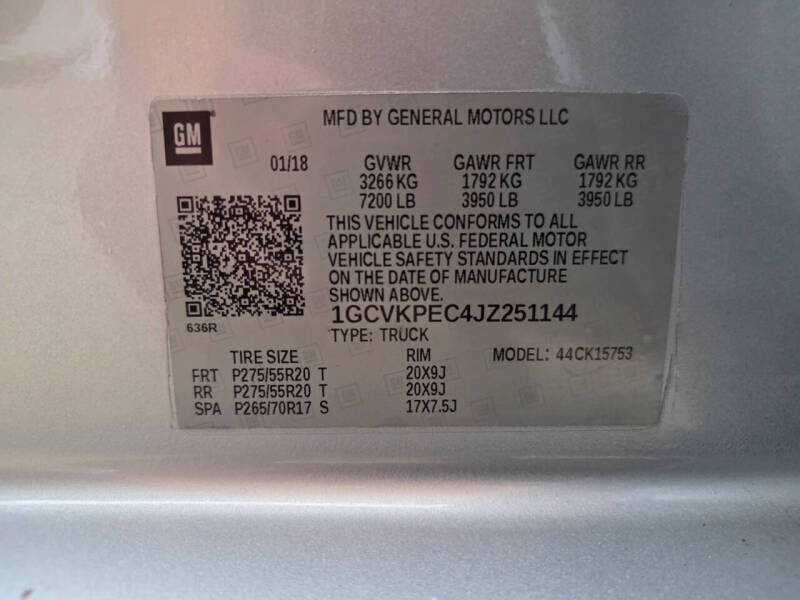 GM
MFD BY GENERAL MOTORS LLC
01/18 GVWR GAWR FRT GAWR RR
3266 KG 1792 KG 1792 KG
7200 LB 3950 LB 3950 LB
THIS VEHICLE CONFORMS TO ALL
APPLICABLE U.S. FEDERAL MOTOR
VEHICLE SAFETY STANDARDS IN EFFECT
ON THE DATE OF MANUFACTURE
SHOWN ABOVE.
1GCVKPEC4JZ251144
636R
TYPE: TRUCK
TIRE SIZE RIM MODEL: 44CK15753
FRT P275/55R20 T 20X9J
RR P275/55R20 T 20X9J
SPA P265/70R17 S 17X7.5J